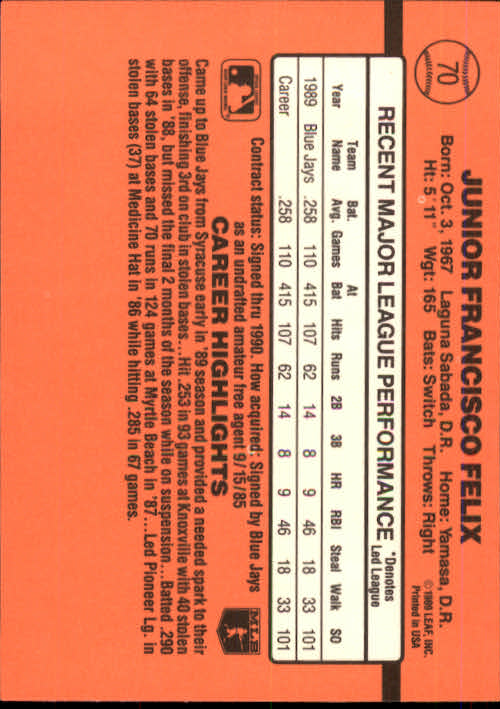 70
JUNIOR FRANCISCO FELIX
Born: Oct. 3, 1967 Laguna Sabada, D.R. Home: Yamasa, D.R.
Ht: 5' 11" Wgt: 165 Bats: Switch Throws: Right
©1989 LEAF, INC.
Printed in USA
RECENT MAJOR LEAGUE PERFORMANCE
*Denotes
Led League
Year Team Name Bat. Avg. Games At Bat Hits Runs 2B 3B HR RBI Steal Walk SO
1989 Blue Jays .258 110 415 107 62 14 8 9 46 18 33 101
Career .258 110 415 107 62 14 8 9 46 18 33 101
Contract status: Signed thru 1990. How acquired: Signed by Blue Jays
as an undrafted amateur free agent 9/15/85
MLB
CAREER HIGHLIGHTS
Came up to Blue Jays from Syracuse early in '89 season and provided a needed spark to their
offense, finishing 3rd on club in stolen bases...Hit .253 in 93 games at Knoxville with 40 stolen
bases in '88, but missed the final 2 months of the season while on suspension...Batted .290
with 64 stolen bases and 70 runs in 124 games at Myrtle Beach in '87...Led Pioneer Lg. in
stolen bases (37) at Medicine Hat in '86 while hitting .285 in 67 games.